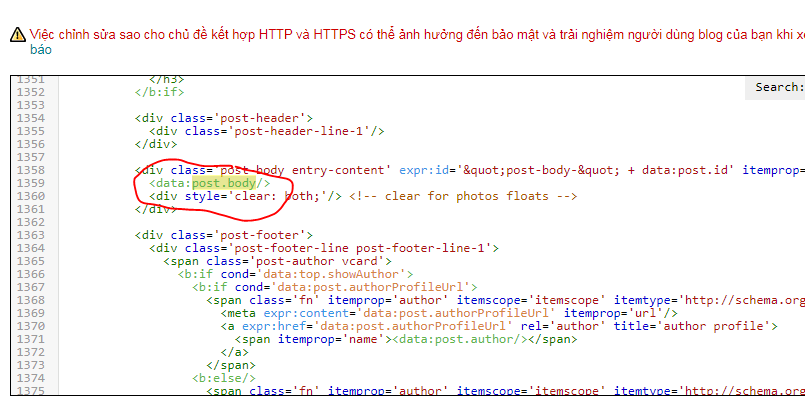 Việc chỉnh sửa sao cho chủ đề kết hợp HTTP và HTTPS có thể ảnh hưởng đến bảo mật và trải nghiệm người dùng blog của bạn khi
báo
Search:
1351 </h3>
1352 </b:if>
1353
1354 <div class='post-header'>
1355 <div class='post-header-line-1'/>
1356 </div>
1357
1358 <div class='post-body entry-content' expr:id='&quot;post-body-&quot; + data:post.id' itemprop=
1359 <data:post.body/>
1360 <div style='clear: both;'/> <!-- clear for photos floats -->
1361 </div>
1362
1363 <div class='post-footer'>
1364 <div class='post-footer-line post-footer-line-1'>
1365 <span class='post-author vcard'>
1366 <b:if cond='data:top.showAuthor'>
1367 <b:if cond='data:post.authorProfileUrl'>
1368 <span class='fn' itemprop='author' itemscope='itemscope' itemtype='http://schema.org
1369 <meta expr:content='data:post.authorProfileUrl' itemprop='url'/>
1370 <a expr:href='data:post.authorProfileUrl' rel='author' title='author profile'>
1371 <span itemprop='name'><data:post.author/></span>
1372 </a>
1373 </span>
1374 <b:else/>
1375 <span class='fn' itemprop='author' itemscope='itemscope' itemtype='http://schema.org